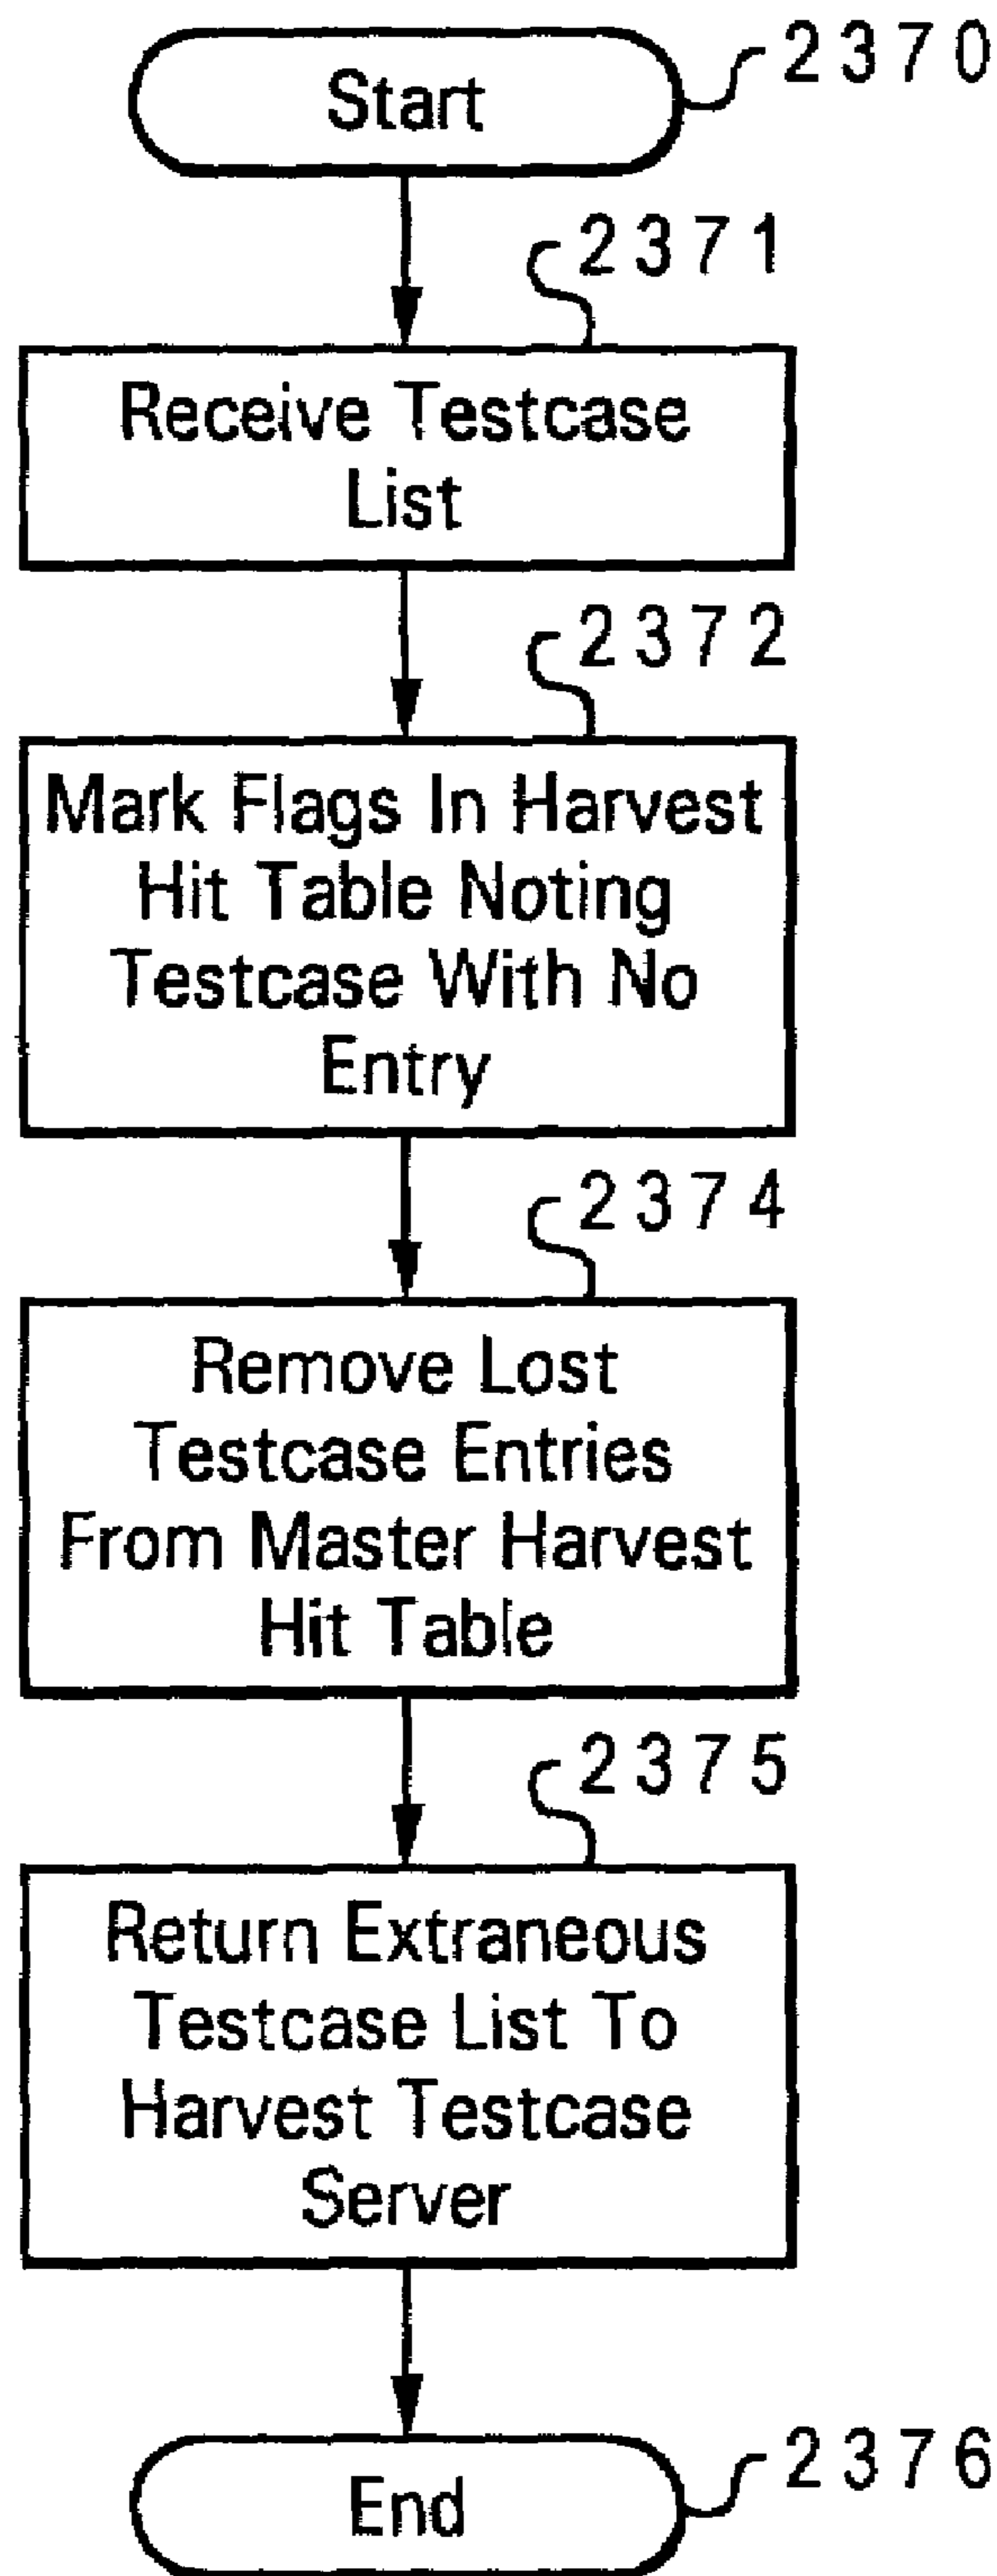 2370
Start
2371
Receive Testcase
List
2372
Mark Flags In Harvest
Hit Table Noting
Testcase With No
Entry
2374
Remove Lost
Testcase Entries
From Master Harvest
Hit Table
2375
Return Extraneous
Testcase List To
Harvest Testcase
Server
2376
End